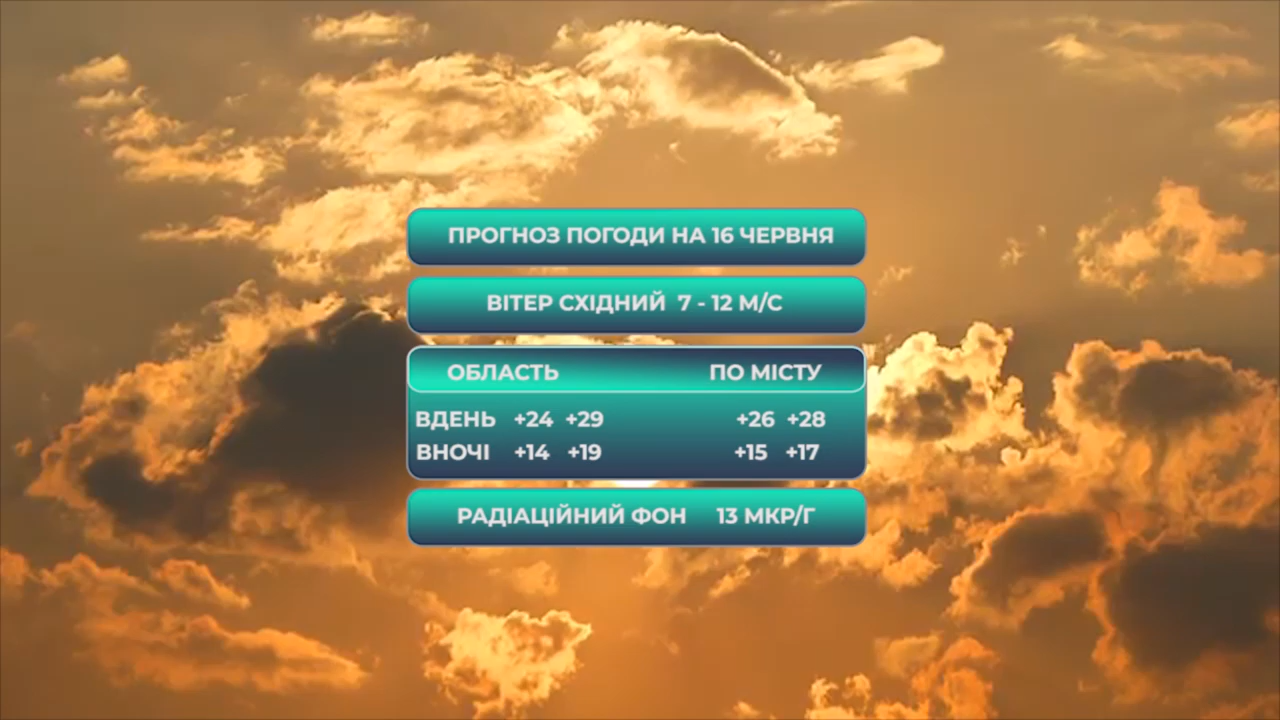 ПРОГНОЗ ПОГОДИ НА 16 ЧЕРВНЯ
ВІТЕР СХІДНИЙ 7 - 12 М/С
ОБЛАСТЬ ПО МІСТУ
ВДЕНЬ +24 +29 +26 +28
ВНОЧІ +14 +19 +15 +17
РАДІАЦІЙНИЙ ФОН 13 МКР/Г